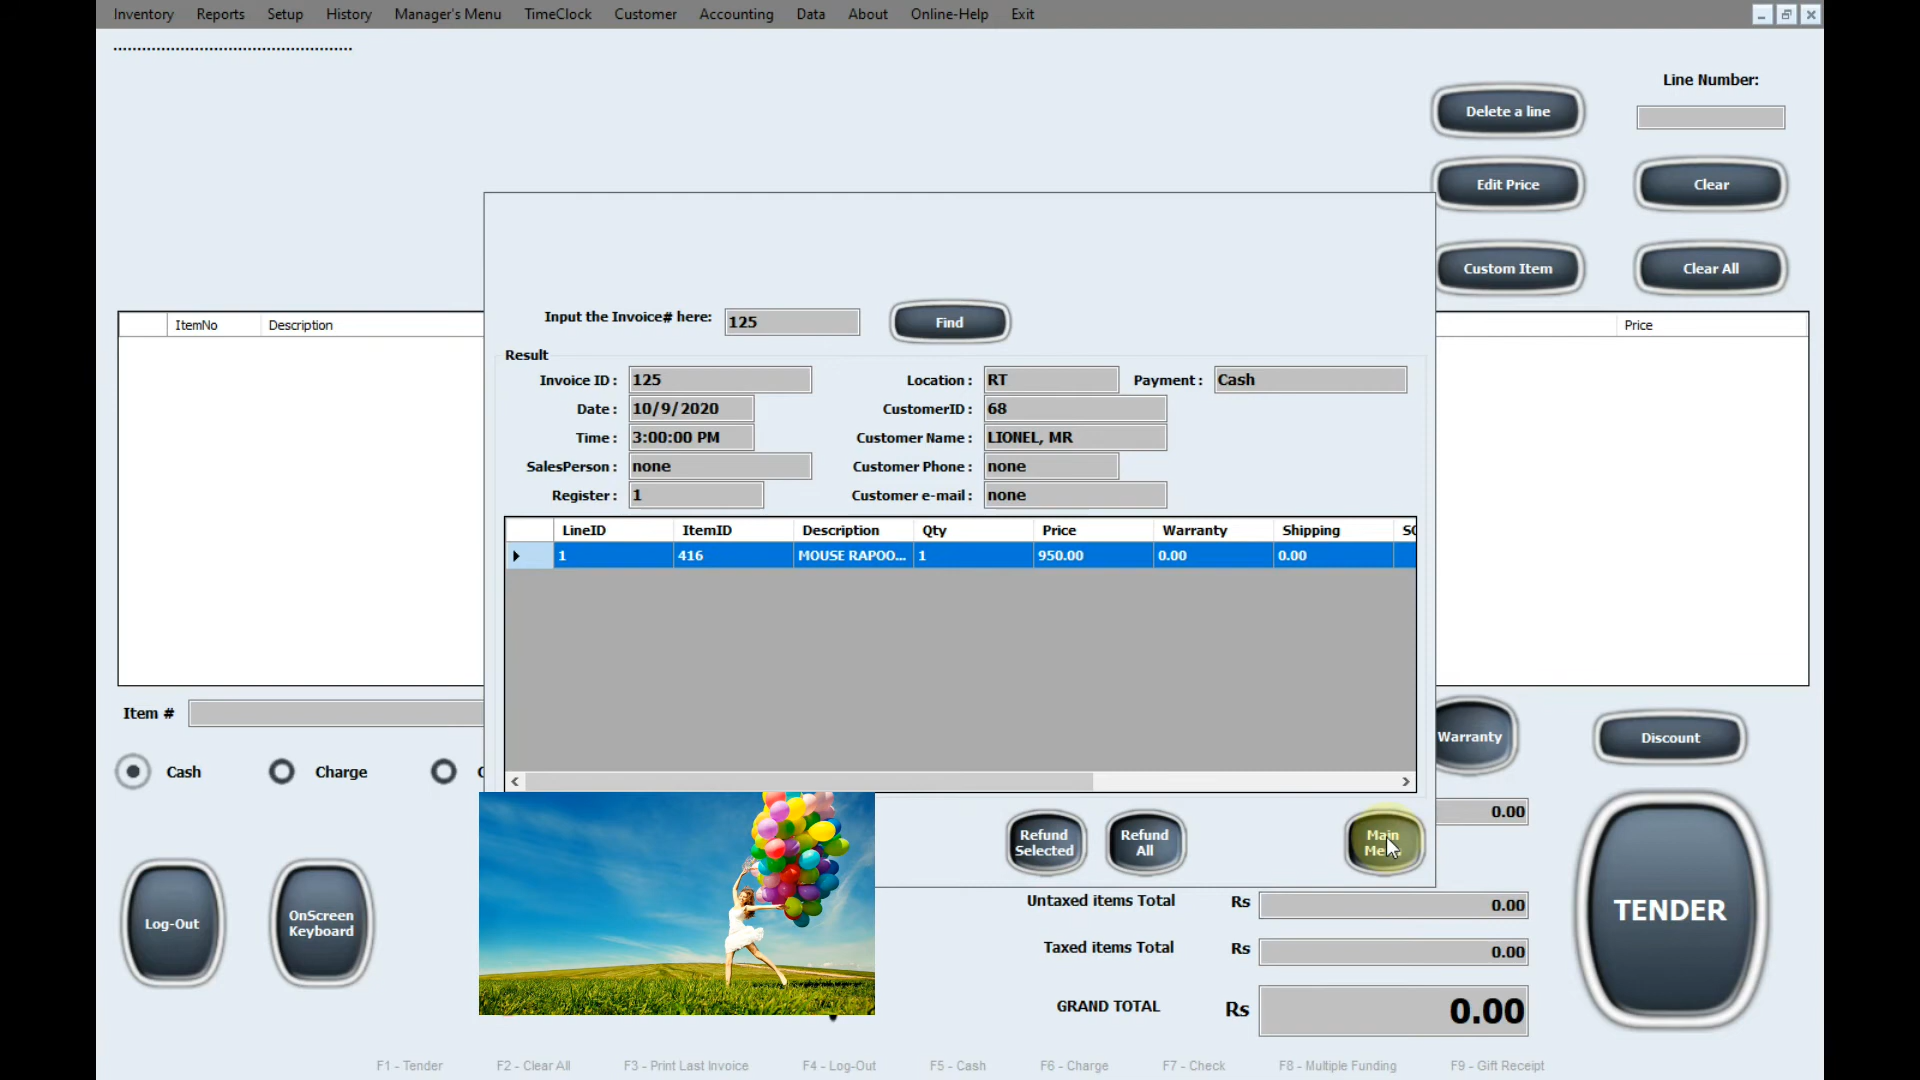 Inventory Reports Setup History Manager's Menu TimeClock Customer Accounting Data About Online-Help Exit
Line Number:
Delete a line
Edit Price Clear
Custom Item Clear All
Input the Invoice# here: 125 Find
ItemNo Description Price
Result
Invoice ID : 125 Location : RT Payment : Cash
Date : 10/9/2020 CustomerID : 68
Time : 3:00:00 PM Customer Name : LIONEL, MR
SalesPerson : none Customer Phone : none
Register : 1 Customer e-mail : none
LineID ItemID Description Qty Price Warranty Shipping
1 416 MOUSE RAPOO... 1 950.00 0.00 0.00
Item #
Warranty Discount
Cash Charge
0.00
Refund Selected
Refund All
Main
Log-Out
OnScreen Keyboard
Untaxed items Total Rs 0.00
TENDER
Taxed items Total Rs 0.00
GRAND TOTAL Rs 0.00
F1 - Tender F2 - Clear All F3 - Print Last Invoice F4 - Log-Out F5 - Cash F6 - Charge F7 - Check F8 - Multiple Funding F9 - Gift Receipt